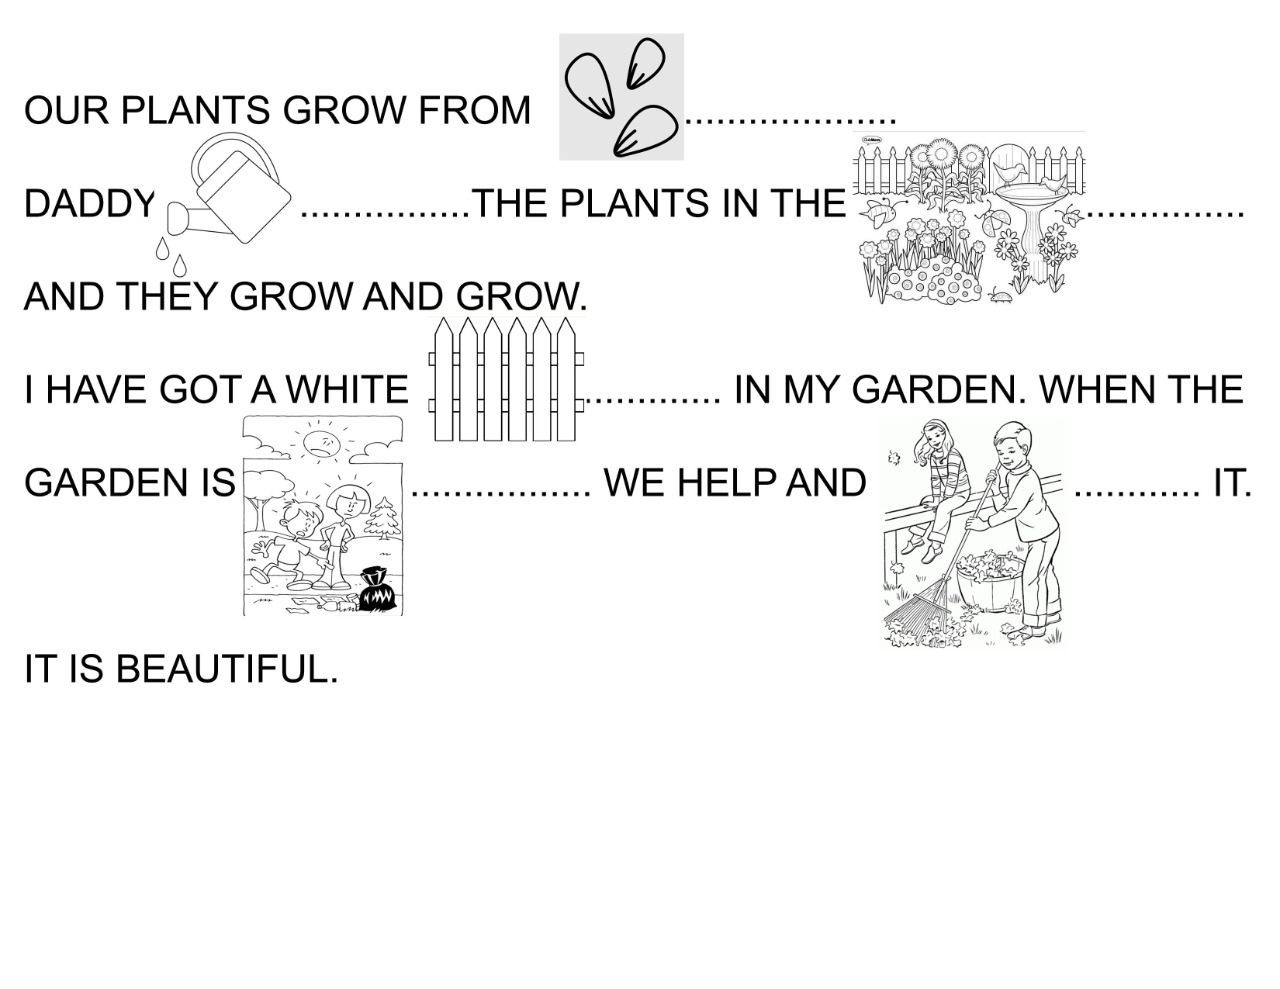 OUR PLANTS GROW FROM ....................
DADDY ................THE PLANTS IN THE ...............
AND THEY GROW AND GROW.
I HAVE GOT A WHITE ............. IN MY GARDEN. WHEN THE
GARDEN IS ................. WE HELP AND ............ IT.
IT IS BEAUTIFUL.